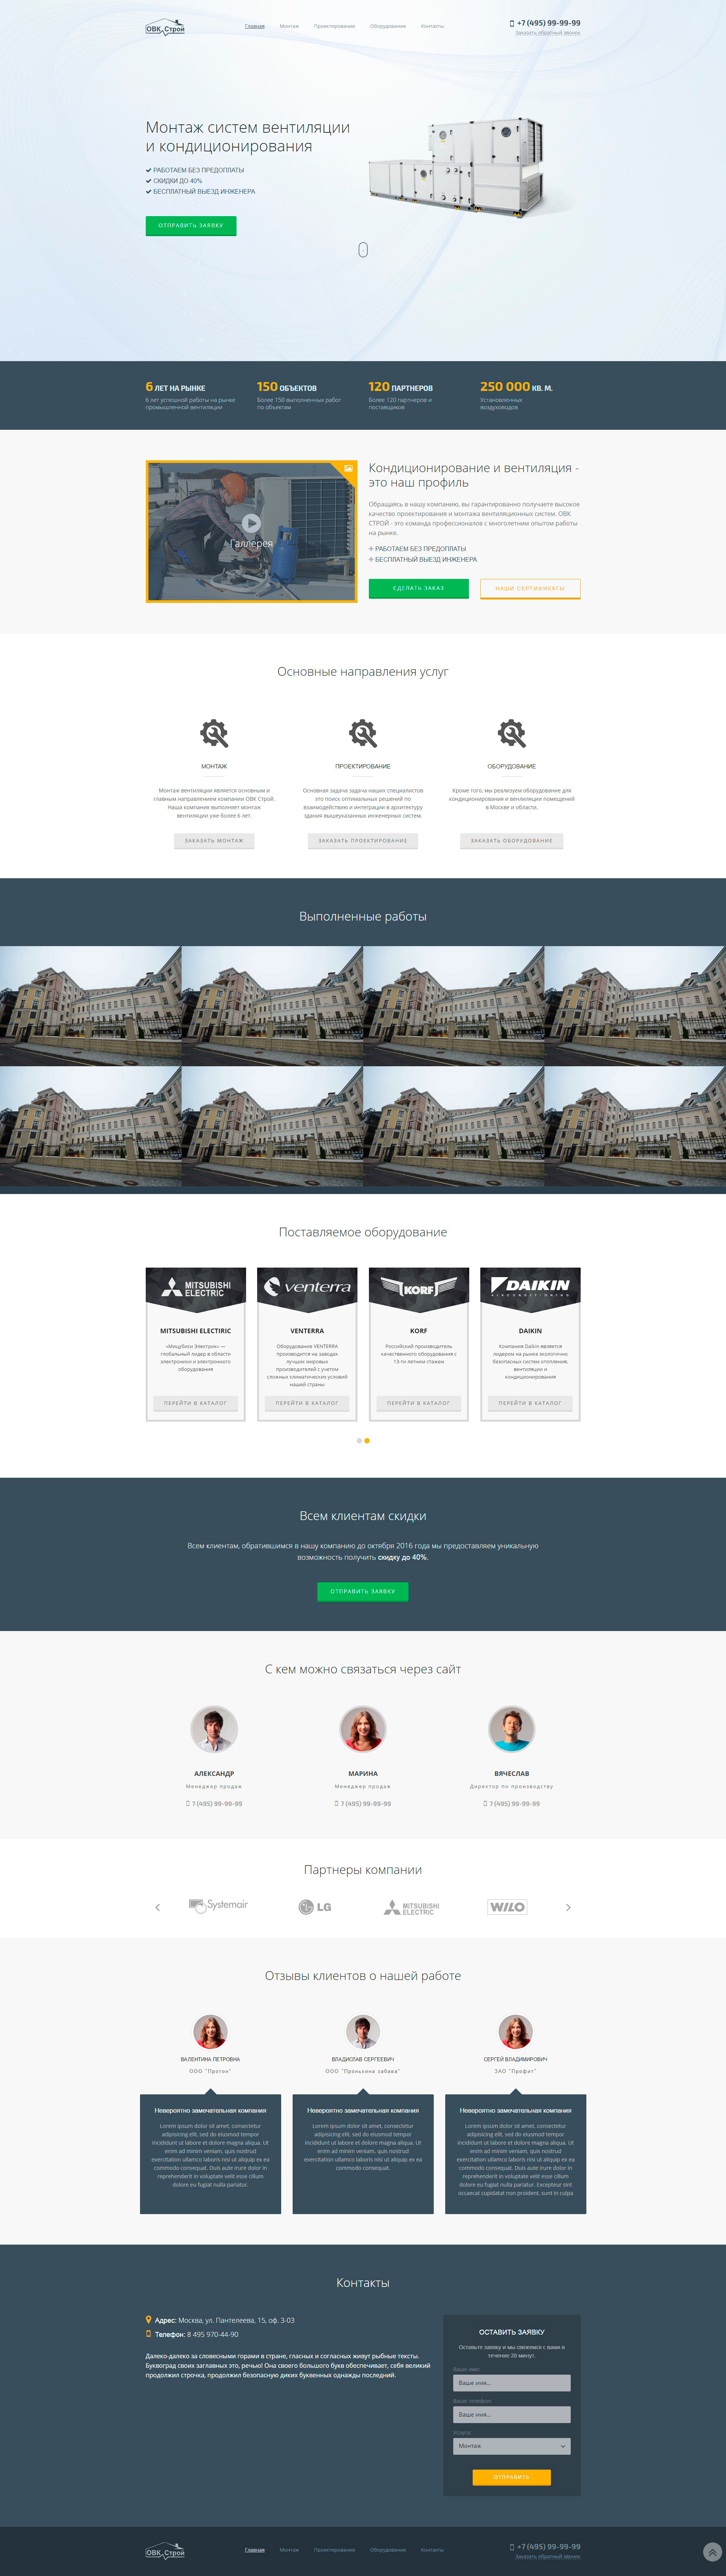 ОВК Строй
Главная Монтаж Проектирование Оборудование Контакты
+7 (495) 99-99-99
Заказать обратный звонок
Монтаж систем вентиляции
и кондиционирования
РАБОТАЕМ БЕЗ ПРЕДОПЛАТЫ
СКИДКИ ДО 40%
БЕСПЛАТНЫЙ ВЫЕЗД ИНЖЕНЕРА
ОТПРАВИТЬ ЗАЯВКУ
6 ЛЕТ НА РЫНКЕ
6 лет успешной работы на рынке
промышленной вентиляции
150 ОБЪЕКТОВ
Более 150 выполненных работ
по объектам
120 ПАРТНЕРОВ
Более 120 партнеров и
поставщиков
250 000 КВ. М.
Установленных
воздуховодов
Галлерея
Кондиционирование и вентиляция -
это наш профиль
Обращаясь в нашу компанию, вы гарантированно получаете высокое
качество проектирования и монтажа вентиляционных систем. ОВК
СТРОЙ - это команда профессионалов с многолетним опытом работы
на рынке.
РАБОТАЕМ БЕЗ ПРЕДОПЛАТЫ
БЕСПЛАТНЫЙ ВЫЕЗД ИНЖЕНЕРА
СДЕЛАТЬ ЗАКАЗ
НАШИ СЕРТИФИКАТЫ
Основные направления услуг
МОНТАЖ
Монтаж вентиляции является основным и
главным направлением компании ОВК Строй.
Наша компания выполняет монтаж
вентиляции уже более 6 лет.
ЗАКАЗАТЬ МОНТАЖ
ПРОЕКТИРОВАНИЕ
Основная задача задача наших специалистов
это поиск оптимальных решений по
взаимодействию и интеграции в архитектуру
здания вышеуказанных инженерных систем.
ЗАКАЗАТЬ ПРОЕКТИРОВАНИЕ
ОБОРУДОВАНИЕ
Кроме того, мы реализуем оборудование для
кондиционирования и венлиляции помещений
в Москве и области.
ЗАКАЗАТЬ ОБОРУДОВАНИЕ
Выполненные работы
Поставляемое оборудование
MITSUBISHI
ELECTRIC
MITSUBISHI ELECTIRIC
«Мицубиси Электрик» —
глобальный лидер в области
электроники и электронного
оборудования
ПЕРЕЙТИ В КАТАЛОГ
venterra
VENTERRA
Оборудование VENTERRA
производится на заводах
лучших мировых
производителей с учетом
сложных климатических условий
нашей страны
ПЕРЕЙТИ В КАТАЛОГ
KORF
KORF
Российский производитель
качественного оборудования с
13-ти летним стажем
ПЕРЕЙТИ В КАТАЛОГ
DAIKIN
AIRCONDITIONING
DAIKIN
Компания Daikin является
лидером на рынке экологично
безопасных систем отопления,
вентиляции и
кондиционирования
ПЕРЕЙТИ В КАТАЛОГ
Всем клиентам скидки
Всем клиентам, обратившимся в нашу компанию до октября 2016 года мы предоставляем уникальную
возможность получить скидку до 40%.
ОТПРАВИТЬ ЗАЯВКУ
С кем можно связаться через сайт
АЛЕКСАНДР
Менеджер продаж
7 (495) 99-99-99
МАРИНА
Менеджер продаж
7 (495) 99-99-99
ВЯЧЕСЛАВ
Директор по производству
7 (495) 99-99-99
Партнеры компании
Systemair
LG
MITSUBISHI
ELECTRIC
WILO
Отзывы клиентов о нашей работе
ВАЛЕНТИНА ПЕТРОВНА
ООО "Протон"
Невероятно замечательная компания
Lorem ipsum dolor sit amet, consectetur
adipisicing elit, sed do eiusmod tempor
incididunt ut labore et dolore magna aliqua. Ut
enim ad minim veniam, quis nostrud
exercitation ullamco laboris nisi ut aliquip ex ea
commodo consequat. Duis aute irure dolor in
reprehenderit in voluptate velit esse cillum
dolore eu fugiat nulla pariatur.
ВЛАДИСЛАВ СЕРГЕЕВИЧ
ООО "Пронькина забава"
Невероятно замечательная компания
Lorem ipsum dolor sit amet, consectetur
adipisicing elit, sed do eiusmod tempor
incididunt ut labore et dolore magna aliqua. Ut
enim ad minim veniam, quis nostrud
exercitation ullamco laboris nisi ut aliquip ex ea
commodo consequat.
СЕРГЕЙ ВЛАДИМИРОВИЧ
ЗАО "Профит"
Невероятно замечательная компания
Lorem ipsum dolor sit amet, consectetur
adipisicing elit, sed do eiusmod tempor
incididunt ut labore et dolore magna aliqua. Ut
enim ad minim veniam, quis nostrud
exercitation ullamco laboris nisi ut aliquip ex ea
commodo consequat. Duis aute irure dolor in
reprehenderit in voluptate velit esse cillum
dolore eu fugiat nulla pariatur. Excepteur sint
occaecat cupidatat non proident, sunt in culpa
Контакты
Адрес: Москва, ул. Пантелеева, 15, оф. 3-03
Телефон: 8 495 970-44-90
Далеко-далеко за словесными горами в стране, гласных и согласных живут рыбные тексты.
Буквоград своих заглавных это, речью! Она своего большого букв обеспечивает, себя великий
продолжил строчка, продолжил безопасную диких буквенных однажды последний.
ОСТАВИТЬ ЗАЯВКУ
Оставьте заявку и мы свяжемся с вами в
течение 20 минут.
Ваше имя:
Ваше имя...
Ваше телефон:
Ваше имя...
Услуга:
Монтаж
ОТПРАВИТЬ
ОВК Строй
Главная Монтаж Проектирование Оборудование Контакты
+7 (495) 99-99-99
Заказать обратный звонок